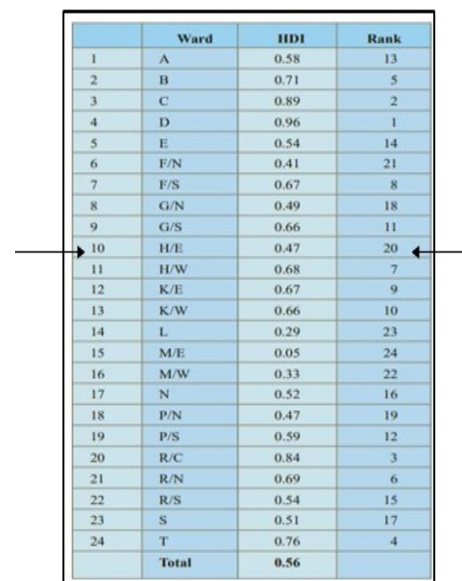 Ward HDI Rank
1 A 0.58 13
2 B 0.71 5
3 C 0.89 2
4 D 0.96 1
5 E 0.54 14
6 F/N 0.41 21
7 F/S 0.67 8
8 G/N 0.49 18
9 G/S 0.66 11
10 H/E 0.47 20
11 H/W 0.68 7
12 K/E 0.67 9
13 K/W 0.66 10
14 L 0.29 23
15 M/E 0.05 24
16 M/W 0.33 22
17 N 0.52 16
18 P/N 0.47 19
19 P/S 0.59 12
20 R/C 0.84 3
21 R/N 0.69 6
22 R/S 0.54 15
23 S 0.51 17
24 T 0.76 4
Total 0.56